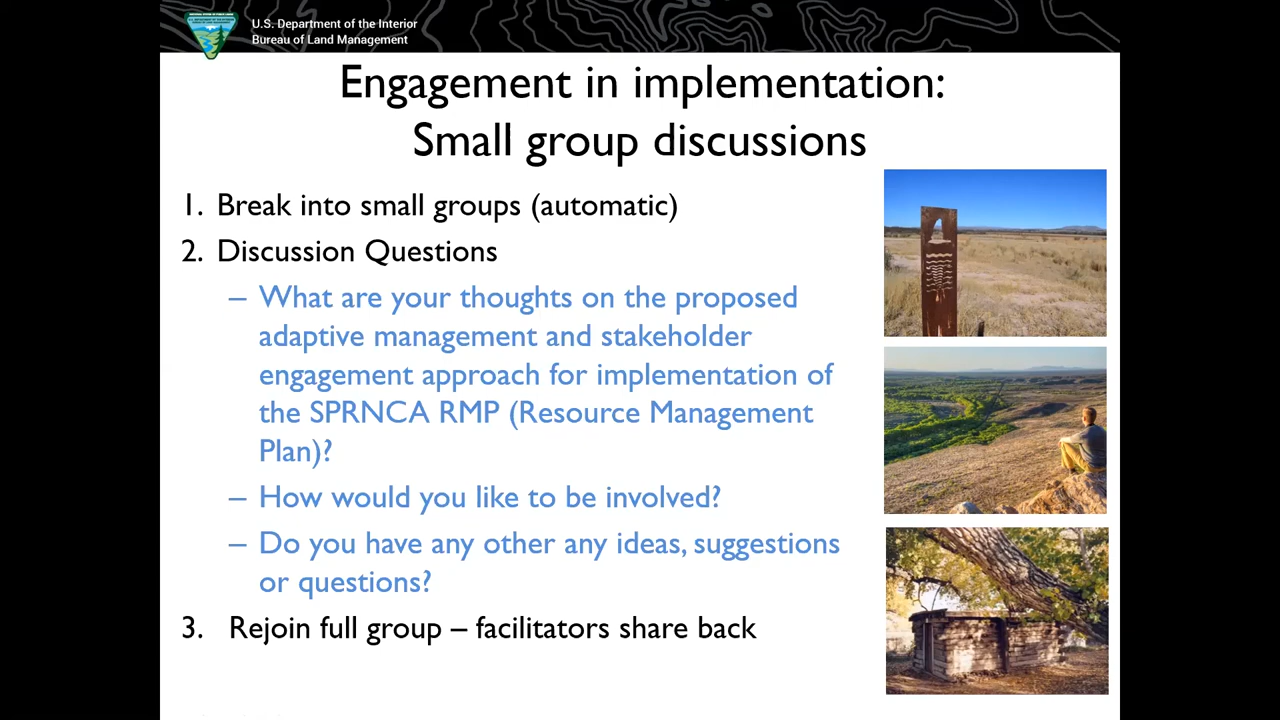 U.S. Department of the Interior
Bureau of Land Management
Engagement in implementation:
Small group discussions
1. Break into small groups (automatic)
2. Discussion Questions
– What are your thoughts on the proposed
adaptive management and stakeholder
engagement approach for implementation of
the SPRNCA RMP (Resource Management
Plan)?
– How would you like to be involved?
– Do you have any other any ideas, suggestions
or questions?
3. Rejoin full group – facilitators share back